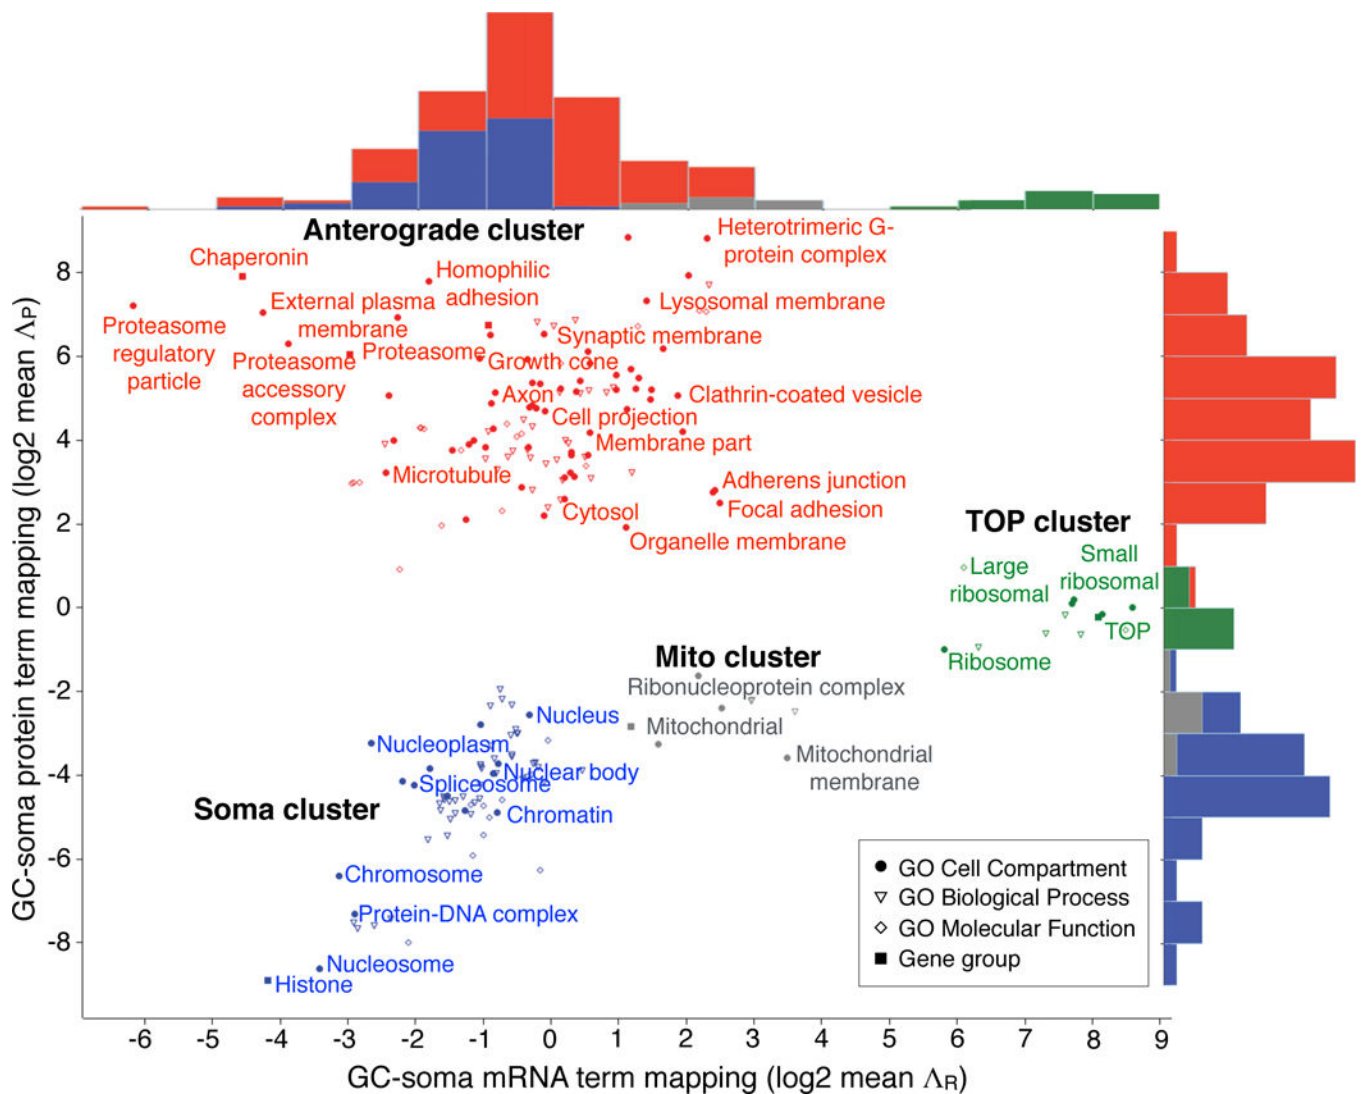 Anterograde cluster
Heterotrimeric G-
protein complex
Chaperonin
Homophilic
adhesion
External plasma
membrane
Lysosomal membrane
Proteasome
regulatory
particle
Proteasome
accessory
complex
Proteasome
Synaptic membrane
Growth cone
Axon
Clathrin-coated vesicle
Cell projection
Membrane part
Microtubule
Adherens junction
Focal adhesion
Cytosol
Organelle membrane
TOP cluster
Large
ribosomal
Small
ribosomal
TOP
Ribosome
Mito cluster
Ribonucleoprotein complex
Mitochondrial
Mitochondrial
membrane
Nucleus
Nucleoplasm
Nuclear body
Spliceosome
Soma cluster
Chromatin
Chromosome
Protein-DNA complex
Nucleosome
Histone
GO Cell Compartment
GO Biological Process
GO Molecular Function
Gene group
8
6
4
2
0
-2
-4
-6
-8
GC-soma protein term mapping (log2 mean ΛP)
-6 -5 -4 -3 -2 -1 0 1 2 3 4 5 6 7 8 9
GC-soma mRNA term mapping (log2 mean ΛR)